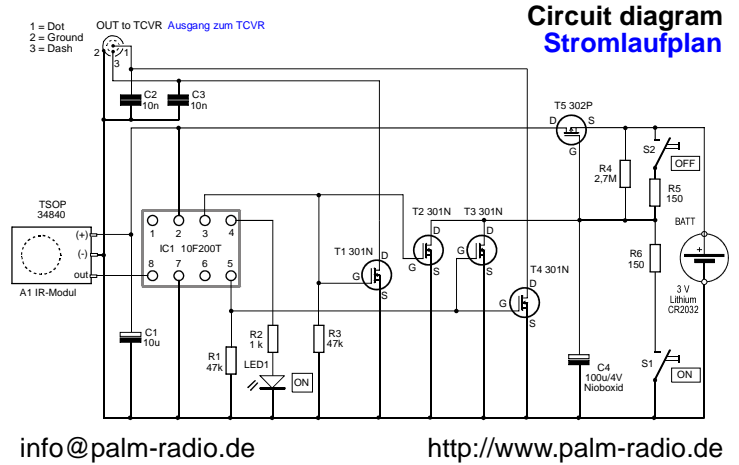 Circuit diagram
Stromlaufplan
1 = Dot
2 = Ground
3 = Dash
OUT to TCVR Ausgang zum TCVR
2
1
3
C2
10n
C3
10n
T5 302P
D
S
G
S2
OFF
R4
2,7M
R5
150
TSOP
34840
(+)
(-)
out
A1 IR-Modul
1
2
3
4
IC1 10F200T
8
7
6
5
T1 301N
D
G
S
T2 301N
D
G
S
T3 301N
D
G
S
T4 301N
D
G
S
BATT
+
3 V
Lithium
CR2032
R6
150
C1
10u
R1
47k
R2
1 k
LED1
ON
R3
47k
C4
100u/4V
Nioboxid
S1
ON
info@palm-radio.de
http://www.palm-radio.de